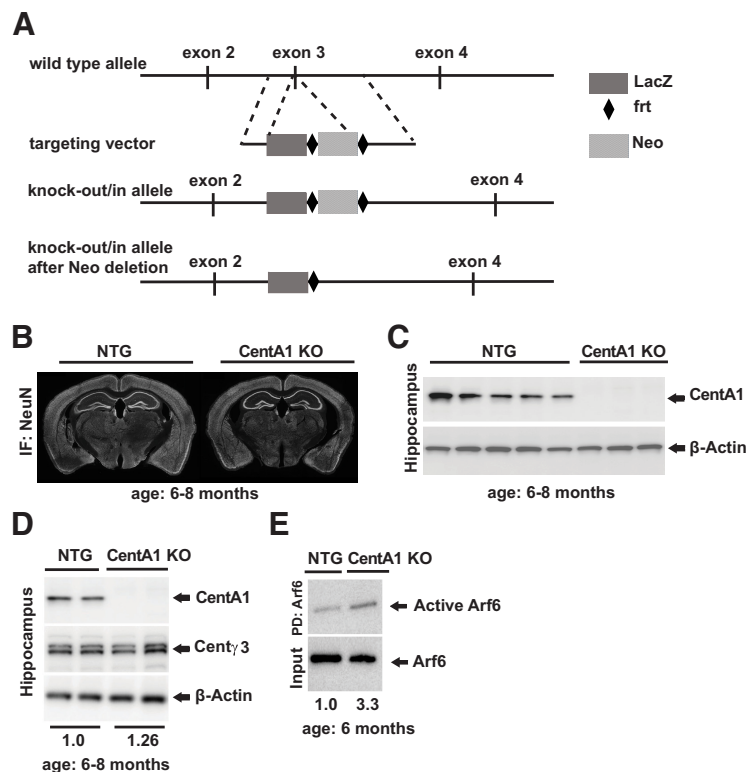 A
exon 2 exon 3 exon 4
wild type allele
LacZ
frt
targeting vector
Neo
exon 2 exon 4
knock-out/in allele
knock-out/in allele
after Neo deletion
exon 2 exon 4
B
NTG CentA1 KO
IF: NeuN
age: 6-8 months
C
NTG CentA1 KO
Hippocampus
CentA1
β-Actin
age: 6-8 months
D
NTG CentA1 KO
Hippocampus
CentA1
Centγ3
β-Actin
1.0 1.26
age: 6-8 months
E
NTG CentA1 KO
PD: Arf6
Active Arf6
Input
Arf6
1.0 3.3
age: 6 months